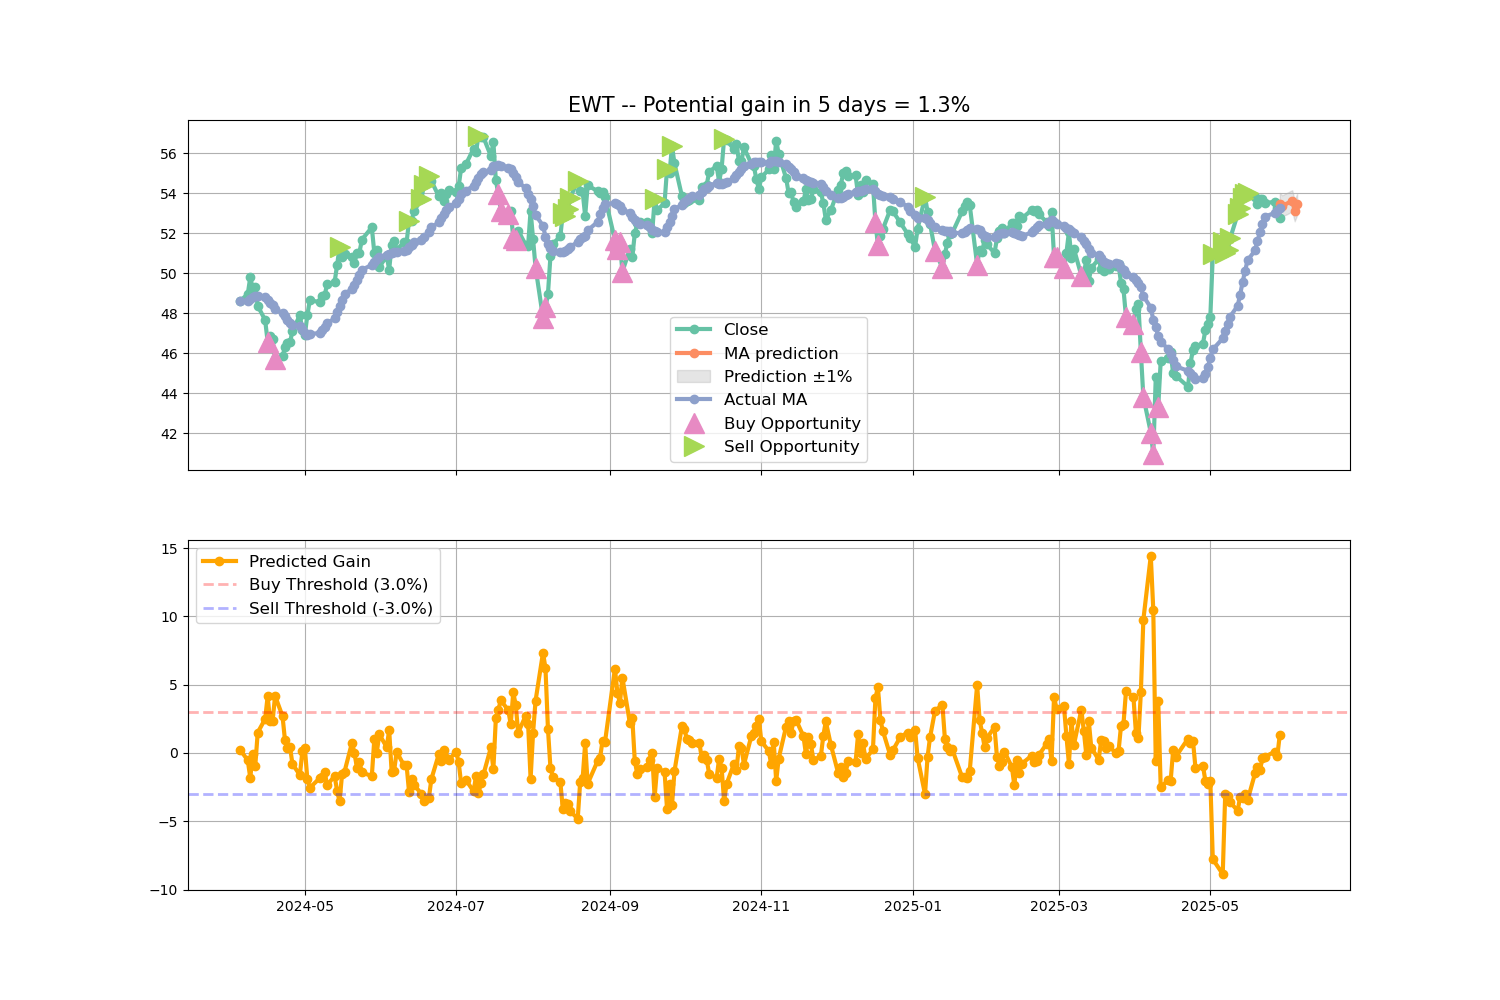 EWT -- Potential gain in 5 days = 1.3%
56
54
52
50
48
46
44
42
Close
MA prediction
Prediction ±1%
Actual MA
Buy Opportunity
Sell Opportunity
15
10
5
0
−5
−10
Predicted Gain
Buy Threshold (3.0%)
Sell Threshold (-3.0%)
2024-05 2024-07 2024-09 2024-11 2025-01 2025-03 2025-05